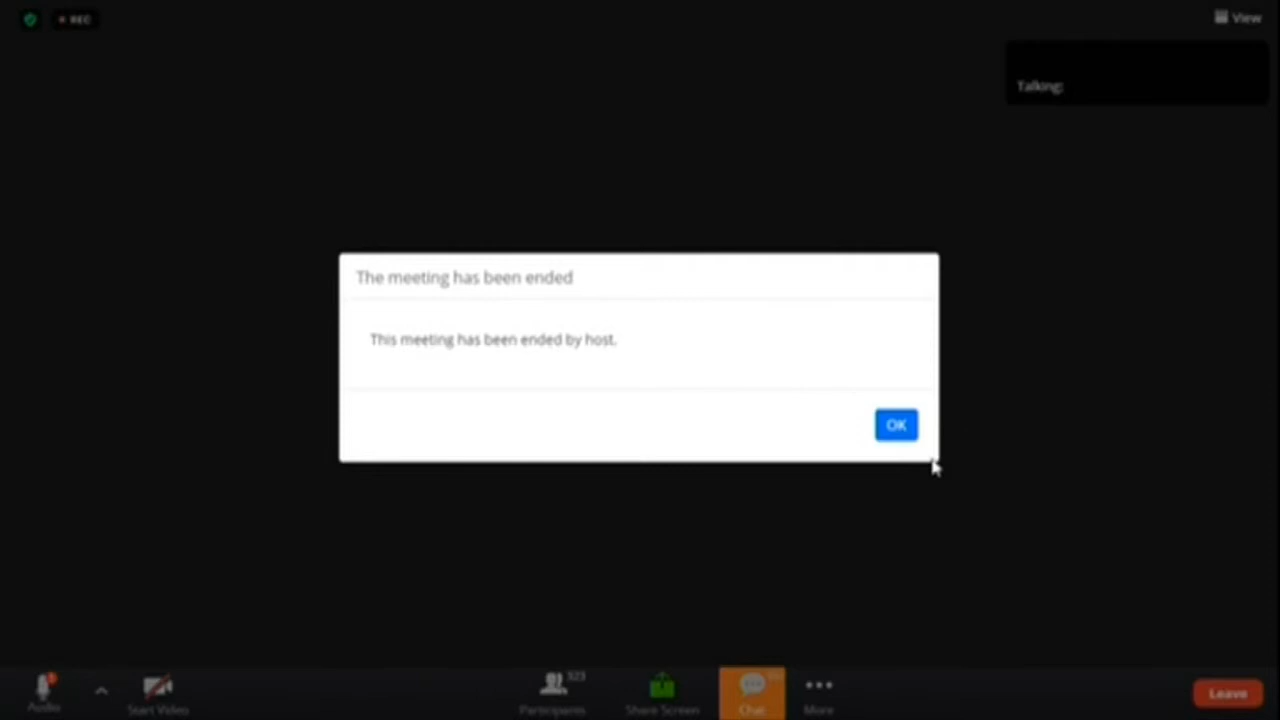 REC
View
Talking:
The meeting has been ended
This meeting has been ended by host.
OK
323
Audio
Start Video
Participants
Share Screen
Chat
More
Leave